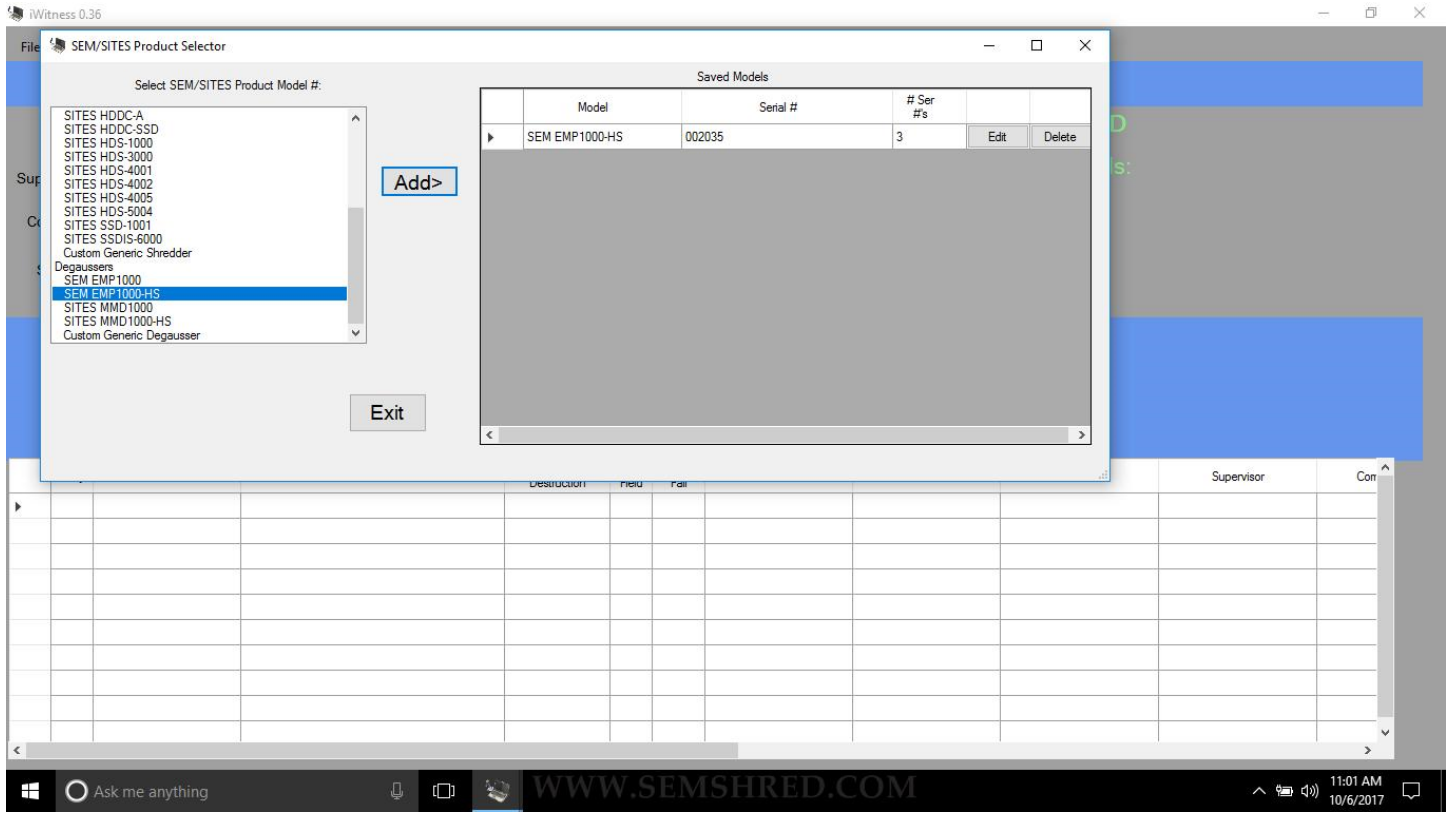 iWitness 0.36
File
SEM/SITES Product Selector
Select SEM/SITES Product Model #:
SITES HDDC-A
SITES HDDC-SSD
SITES HDS-1000
SITES HDS-3000
SITES HDS-4001
SITES HDS-4002
SITES HDS-4005
SITES HDS-5004
SITES SSD-1001
SITES SSDIS-6000
Custom Generic Shredder
Degaussers
SEM EMP1000
SEM EMP1000-HS
SITES MMD1000
SITES MMD1000-HS
Custom Generic Degausser
Add>
Exit
Saved Models
Model Serial # # Ser
#'s
SEM EMP1000-HS 002035 3 Edit Delete
D
s:
Sup
Destruction Field Fail
Supervisor
Com
Ask me anything
WWW.SEMSHRED.COM
11:01 AM
10/6/2017